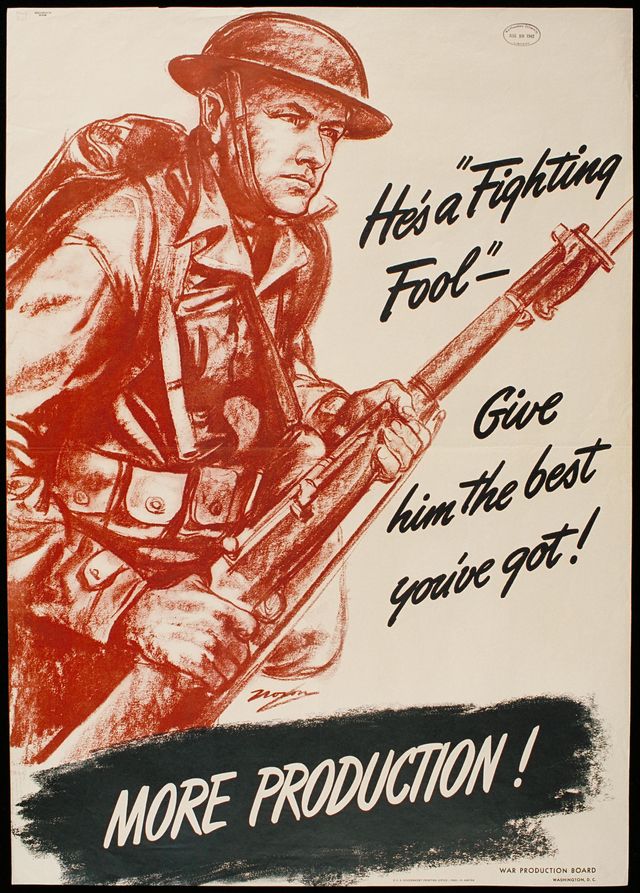 He's a "Fighting
Fool" —
Give
him the best
you've got!
MORE PRODUCTION!
WAR PRODUCTION BOARD
WASHINGTON, D.C.